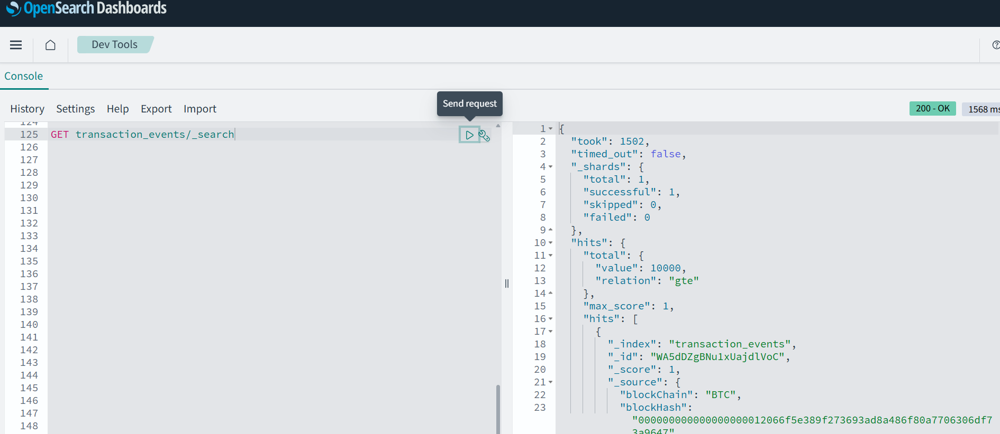 OpenSearch Dashboards
Dev Tools
Console
Send request
History Settings Help Export Import
200 - OK
1568 ms
124
125 GET transaction_events/_search
126
127
128
129
130
131
132
133
134
135
136
137
138
139
140
141
142
143
144
145
146
147
148
1 {
2 "took": 1502,
3 "timed_out": false,
4 "_shards": {
5 "total": 1,
6 "successful": 1,
7 "skipped": 0,
8 "failed": 0
9 },
10 "hits": {
11 "total": {
12 "value": 10000,
13 "relation": "gte"
14 },
15 "max_score": 1,
16 "hits": [
17 {
18 "_index": "transaction_events",
19 "_id": "WA5dDZgBNu1xUajdlVoC",
20 "_score": 1,
21 "_source": {
22 "blockChain": "BTC",
23 "blockHash":
"000000000000000000012066f5e389f273693ad8a486f80a7706306df7
3a9647"